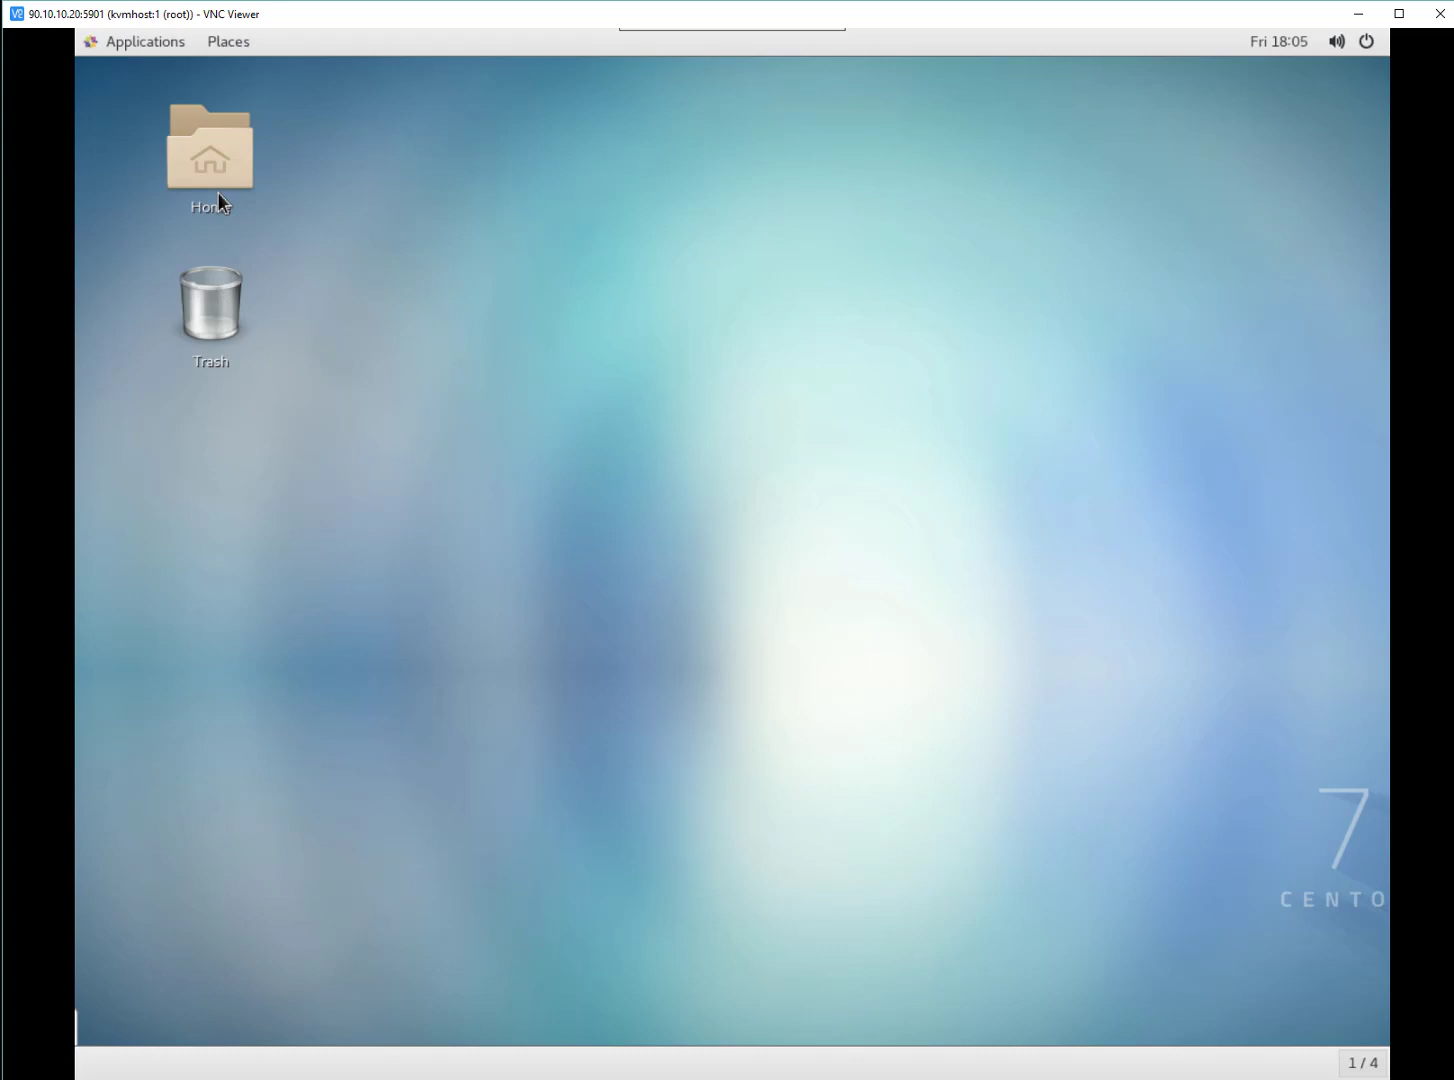 90.10.10.20:5901 (kvmhost:1 (root)) - VNC Viewer
Applications Places Fri 18:05
Trash
7
CENTO
1 / 4